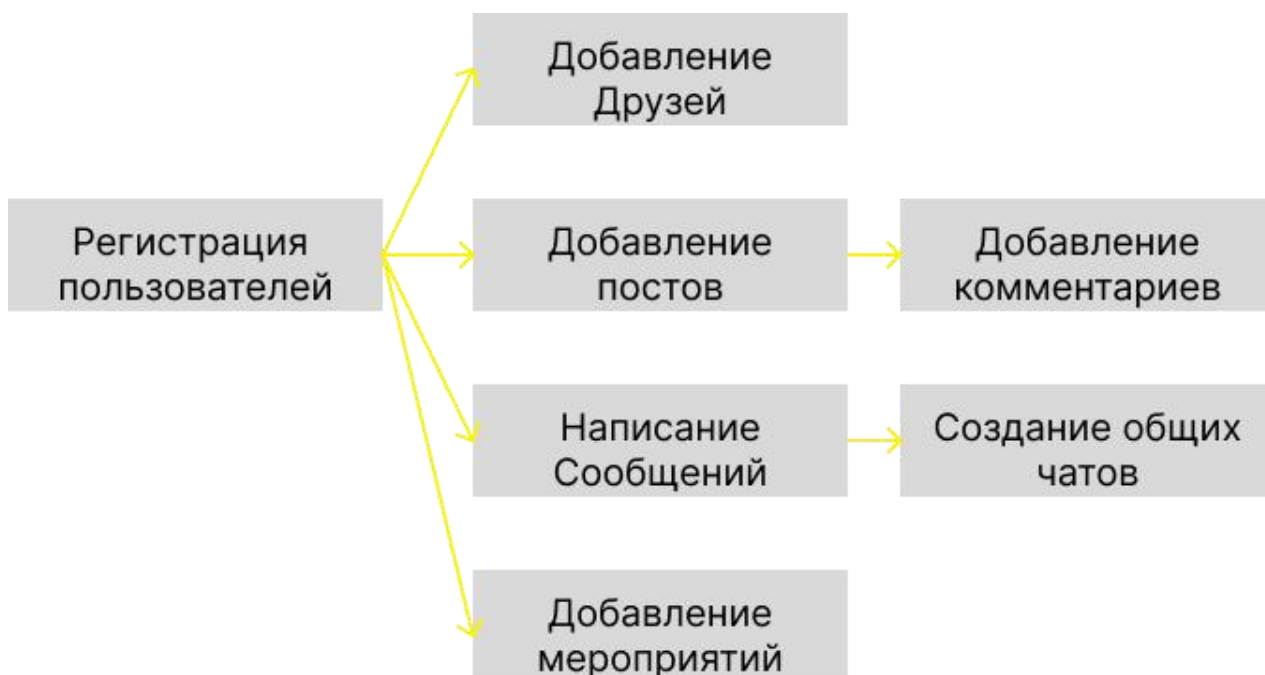 Добавление
Друзей
Регистрация
пользователей
Добавление
постов
Добавление
комментариев
Написание
Сообщений
Создание общих
чатов
Добавление
мероприятий